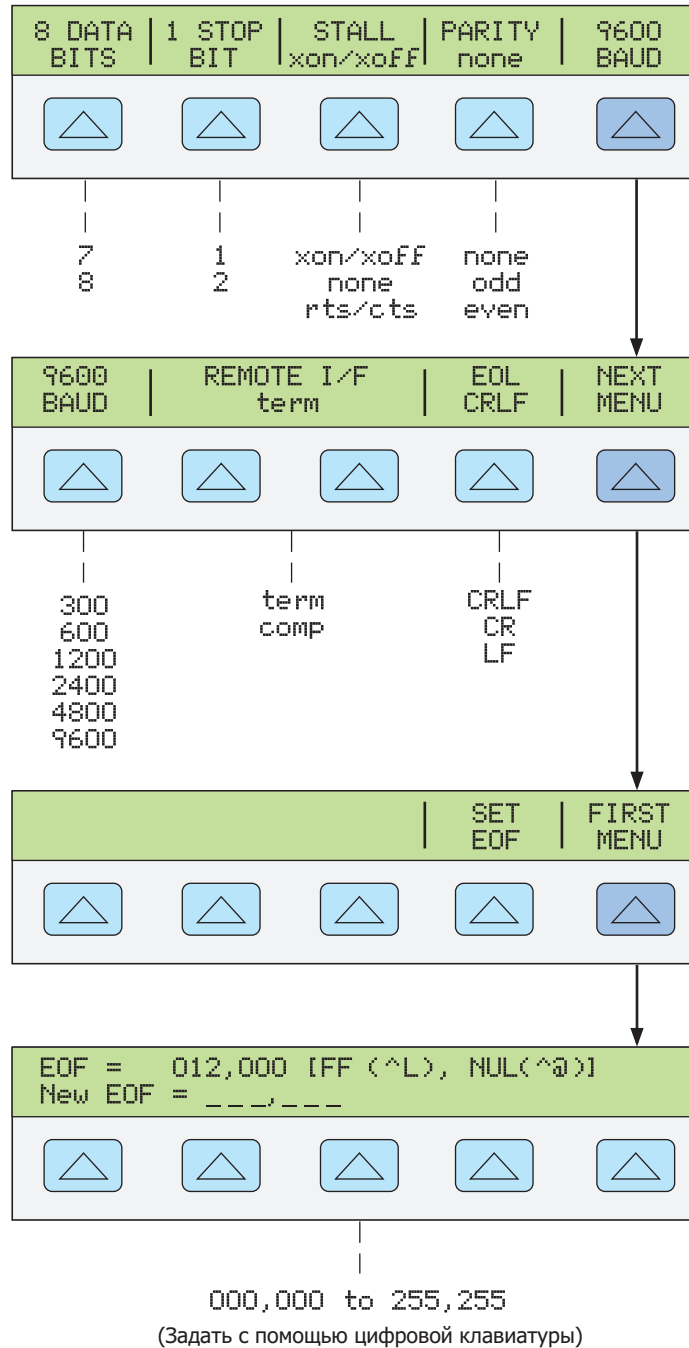 8 DATA | 1 STOP | STALL | PARITY | 9600
BITS | BIT | xon/xoff | none | BAUD
7 1 xon/xoff none
8 2 none odd
rts/cts even
9600 | REMOTE I/F | EOL | NEXT
BAUD | term | CRLF | MENU
300 term CRLF
600 comp CR
1200 LF
2400
4800
9600
SET | FIRST
EOF | MENU
EOF = 012,000 [FF (^L), NUL(^@)]
New EOF = _ _ _,_ _ _
000,000 to 255,255
(Задать с помощью цифровой клавиатуры)